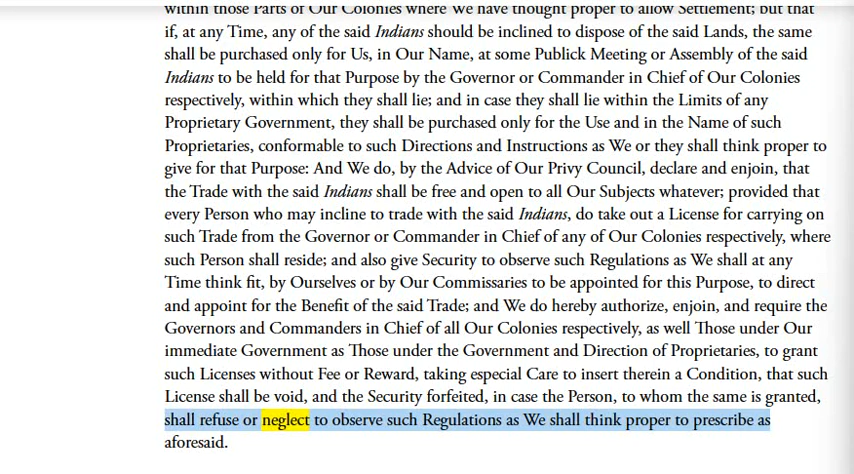 within those Parts of Our Colonies where We have thought proper to allow Settlement; but that
if, at any Time, any of the said Indians should be inclined to dispose of the said Lands, the same
shall be purchased only for Us, in Our Name, at some Publick Meeting or Assembly of the said
Indians to be held for that Purpose by the Governor or Commander in Chief of Our Colonies
respectively, within which they shall lie; and in case they shall lie within the Limits of any
Proprietary Government, they shall be purchased only for the Use and in the Name of such
Proprietaries, conformable to such Directions and Instructions as We or they shall think proper to
give for that Purpose: And We do, by the Advice of Our Privy Council, declare and enjoin, that
the Trade with the said Indians shall be free and open to all Our Subjects whatever; provided that
every Person who may incline to trade with the said Indians, do take out a License for carrying on
such Trade from the Governor or Commander in Chief of any of Our Colonies respectively, where
such Person shall reside; and also give Security to observe such Regulations as We shall at any
Time think fit, by Ourselves or by Our Commissaries to be appointed for this Purpose, to direct
and appoint for the Benefit of the said Trade; and We do hereby authorize, enjoin, and require the
Governors and Commanders in Chief of all Our Colonies respectively, as well Those under Our
immediate Government as Those under the Government and Direction of Proprietaries, to grant
such Licenses without Fee or Reward, taking especial Care to insert therein a Condition, that such
License shall be void, and the Security forfeited, in case the Person, to whom the same is granted,
shall refuse or neglect to observe such Regulations as We shall think proper to prescribe as
aforesaid.